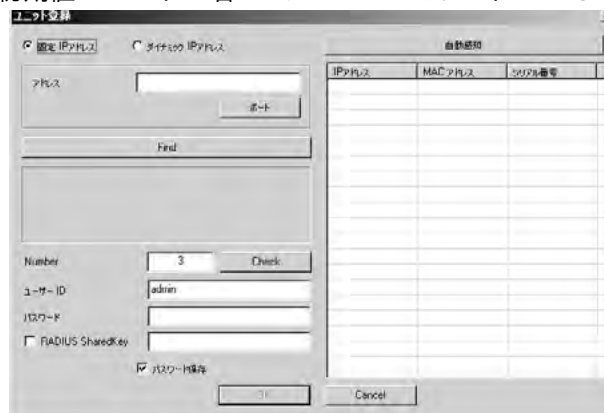 ユニット登録
固定 IPアドレス
ダイナミック IPアドレス
自動感知
アドレス
ポート
Find
IPアドレス
MAC アドレス
シリアル番号
Number
3
Check
ユーザー ID
admin
パスワード
RADIUS SharedKey
パスワード保存
Cancel